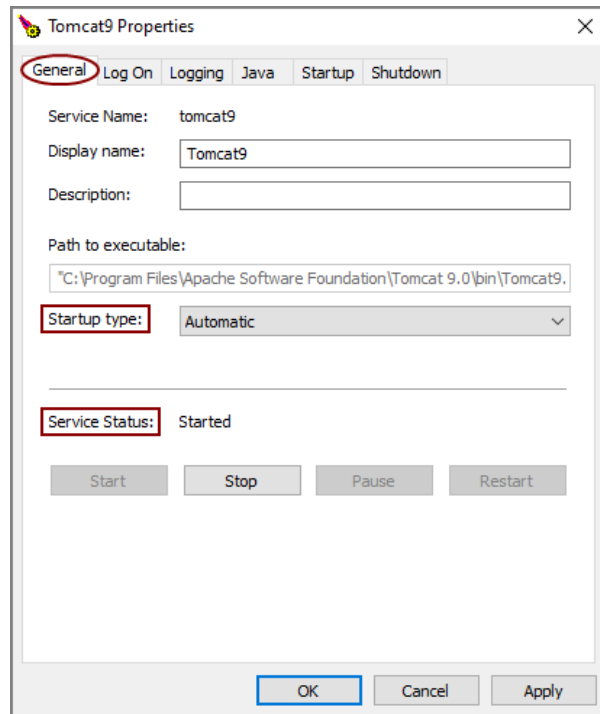 Tomcat9 Properties
General Log On Logging Java Startup Shutdown
Service Name: tomcat9
Display name: Tomcat9
Description:
Path to executable:
"C:\Program Files\Apache Software Foundation\Tomcat 9.0\bin\Tomcat9.
Startup type: Automatic
Service Status: Started
Start Stop Pause Restart
OK Cancel Apply